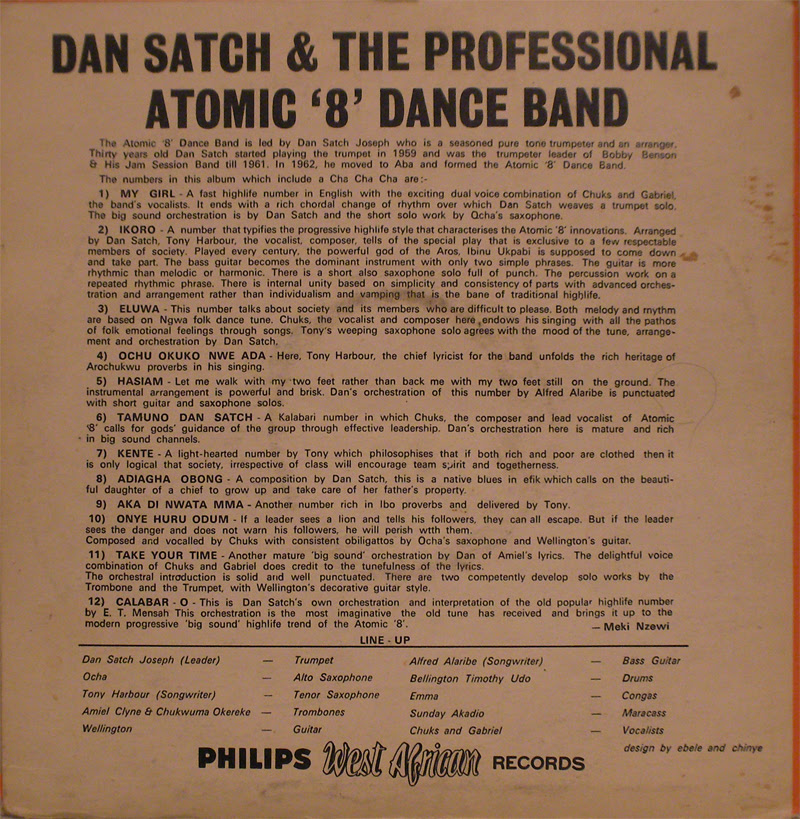 DAN SATCH & THE PROFESSIONAL
ATOMIC '8' DANCE BAND
The Atomic '8' Dance Band is led by Dan Satch Joseph who is a seasoned pure tone trumpeter and an arranger.
Thirty years old Dan Satch started playing the trumpet in 1959 and was the trumpeter leader of Bobby Benson
& His Jam Session Band till 1961. In 1962, he moved to Aba and formed the Atomic '8' Dance Band.
The numbers in this album which include a Cha Cha Cha are:-
1) MY GIRL - A fast highlife number in English with the exciting dual voice combination of Chuks and Gabriel,
the band's vocalists. It ends with a rich chordal change of rhythm over which Dan Satch weaves a trumpet solo.
The big sound orchestration is by Dan Satch and the short solo work by Ocha's saxophone.
2) IKORO - A number that typifies the progressive highlife style that characterises the Atomic '8' innovations. Arranged
by Dan Satch, Tony Harbour, the vocalist, composer, tells of the special play that is exclusive to a few respectable
members of society. Played every century, the powerful god of the Aros, Ibinu Ukpabi is supposed to come down
and take part. The bass guitar becomes the dominant instrument with only two simple phrases. The guitar is more
rhythmic than melodic or harmonic. There is a short also saxophone solo full of punch. The percussion work on a
repeated rhythmic phrase. There is internal unity based on simplicity and consistency of parts with advanced orches-
tration and arrangement rather than individualism and vamping that is the bane of traditional highlife.
3) ELUWA - This number talks about society and its members who are difficult to please. Both melody and rhythm
are based on Ngwa folk dance tune. Chuks, the vocalist and composer here endows his singing with all the pathos
of folk emotional feelings through songs. Tony's weeping saxophone solo agrees with the mood of the tune, arrange-
ment and orchestration by Dan Satch.
4) OCHU OKUKO NWE ADA - Here, Tony Harbour, the chief lyricist for the band unfolds the rich heritage of
Arochukwu proverbs in his singing.
5) HASIAM - Let me walk with my two feet rather than back me with my two feet still on the ground. The
instrumental arrangement is powerful and brisk. Dan's orchestration of this number by Alfred Alaribe is punctuated
with short guitar and saxophone solos.
6) TAMUNO DAN SATCH - A Kalabari number in which Chuks, the composer and lead vocalist of Atomic
'8' calls for gods' guidance of the group through effective leadership. Dan's orchestration here is mature and rich
in big sound channels.
7) KENTE - A light-hearted number by Tony which philosophises that if both rich and poor are clothed then it
is only logical that society, irrespective of class will encourage team spirit and togetherness.
8) ADIAGHA OBONG - A composition by Dan Satch, this is a native blues in efik which calls on the beauti-
ful daughter of a chief to grow up and take care of her father's property.
9) AKA DI NWATA MMA - Another number rich in Ibo proverbs and delivered by Tony.
10) ONYE HURU ODUM - If a leader sees a lion and tells his followers, they can all escape. But if the leader
sees the danger and does not warn his followers, he will perish wth them.
Composed and vocalled by Chuks with consistent obligattos by Ocha's saxophone and Wellington's guitar.
11) TAKE YOUR TIME - Another mature 'big sound' orchestration by Dan of Amiel's lyrics. The delightful voice
combination of Chuks and Gabriel does credit to the tunefulness of the lyrics.
The orchestral introduction is solid and well punctuated. There are two competently develop solo works by the
Trombone and the Trumpet, with Wellington's decorative guitar style.
12) CALABAR - O - This is Dan Satch's own orchestration and interpretation of the old popular highlife number
by E. T. Mensah This orchestration is the most imaginative the old tune has received and brings it up to the
modern progressive 'big sound' highlife trend of the Atomic '8'.
— Meki Nzewi
LINE - UP
Dan Satch Joseph (Leader) — Trumpet
Ocha — Alto Saxophone
Tony Harbour (Songwriter) — Tenor Saxophone
Amiel Clyne & Chukwuma Okereke — Trombones
Wellington — Guitar
Alfred Alaribe (Songwriter) — Bass Guitar
Bellington Timothy Udo — Drums
Emma — Congas
Sunday Akadio — Maracass
Chuks and Gabriel — Vocalists
design by ebele and chinye
PHILIPS West African RECORDS